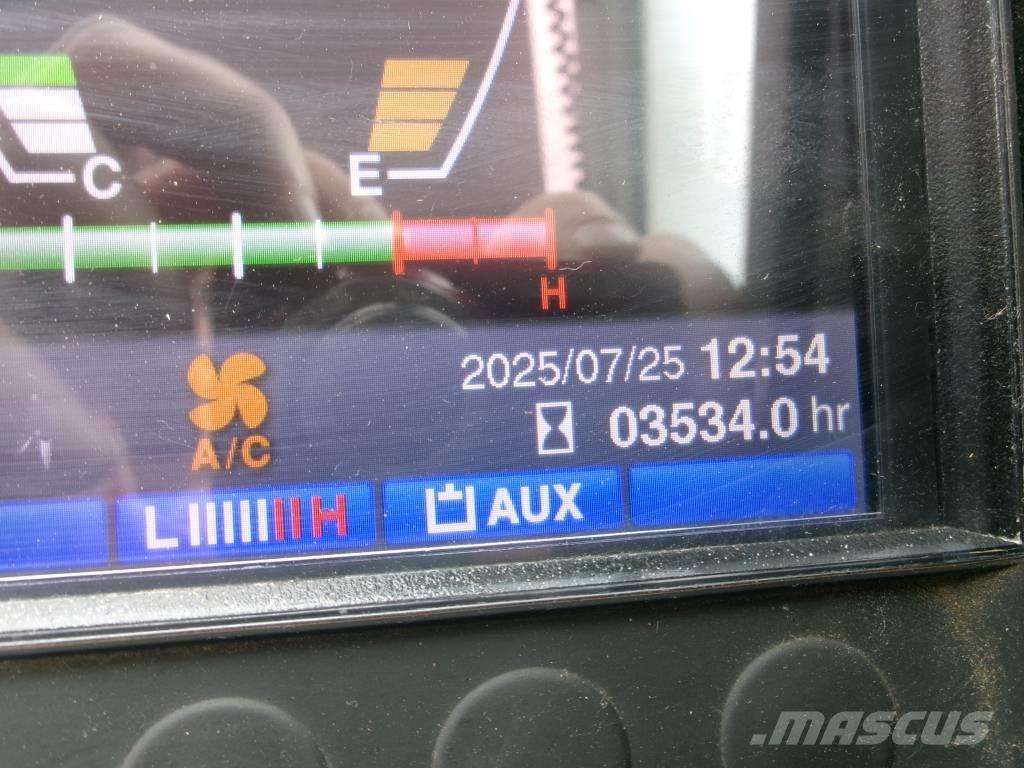 C
E
H
2025/07/25 12:54
03534.0 hr
A/C
L H
AUX
.MASCUS